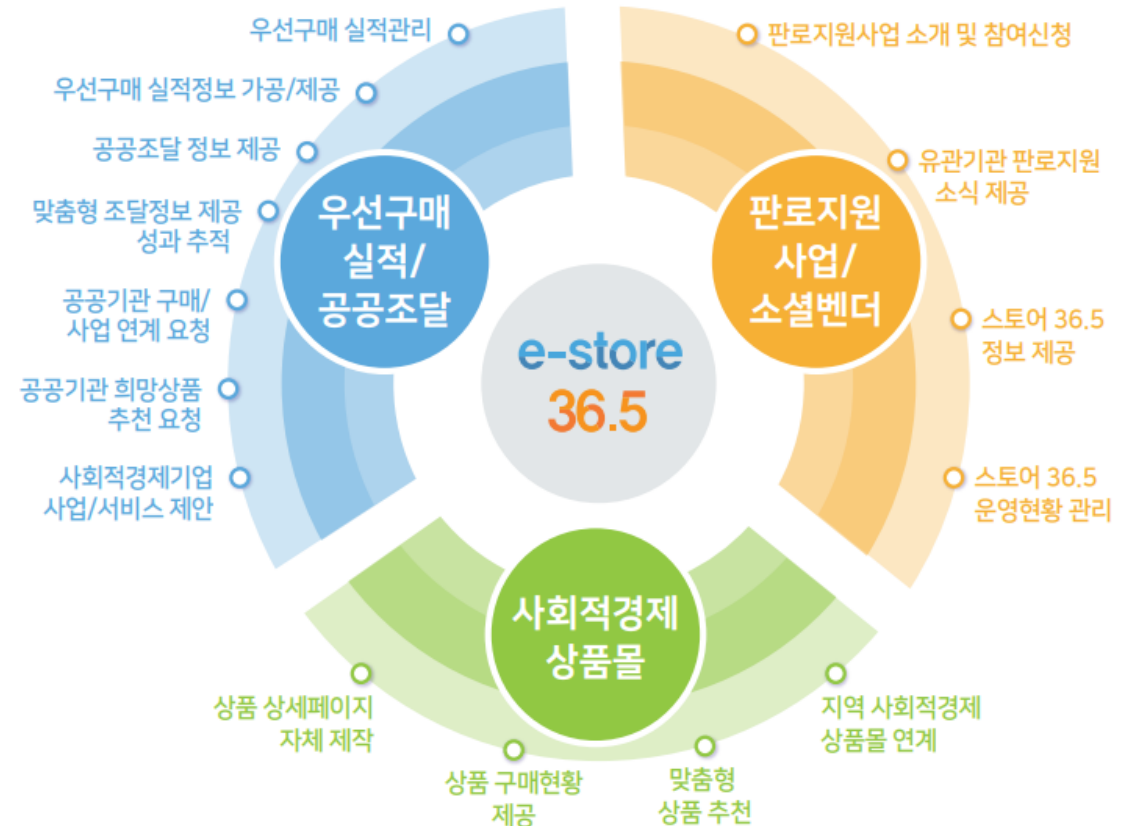 우선구매 실적관리
우선구매 실적정보 가공/제공
공공조달 정보 제공
맞춤형 조달정보 제공
성과 추적
공공기관 구매/
사업 연계 요청
공공기관 희망상품
추천 요청
사회적경제기업
사업/서비스 제안
우선구매
실적/
공공조달
판로지원사업 소개 및 참여신청
유관기관 판로지원
소식 제공
스토어 36.5
정보 제공
스토어 36.5
운영현황 관리
판로지원
사업/
소셜벤더
e-store
36.5
사회적경제
상품몰
상품 상세페이지
자체 제작
상품 구매현황
제공
맞춤형
상품 추천
지역 사회적경제
상품몰 연계